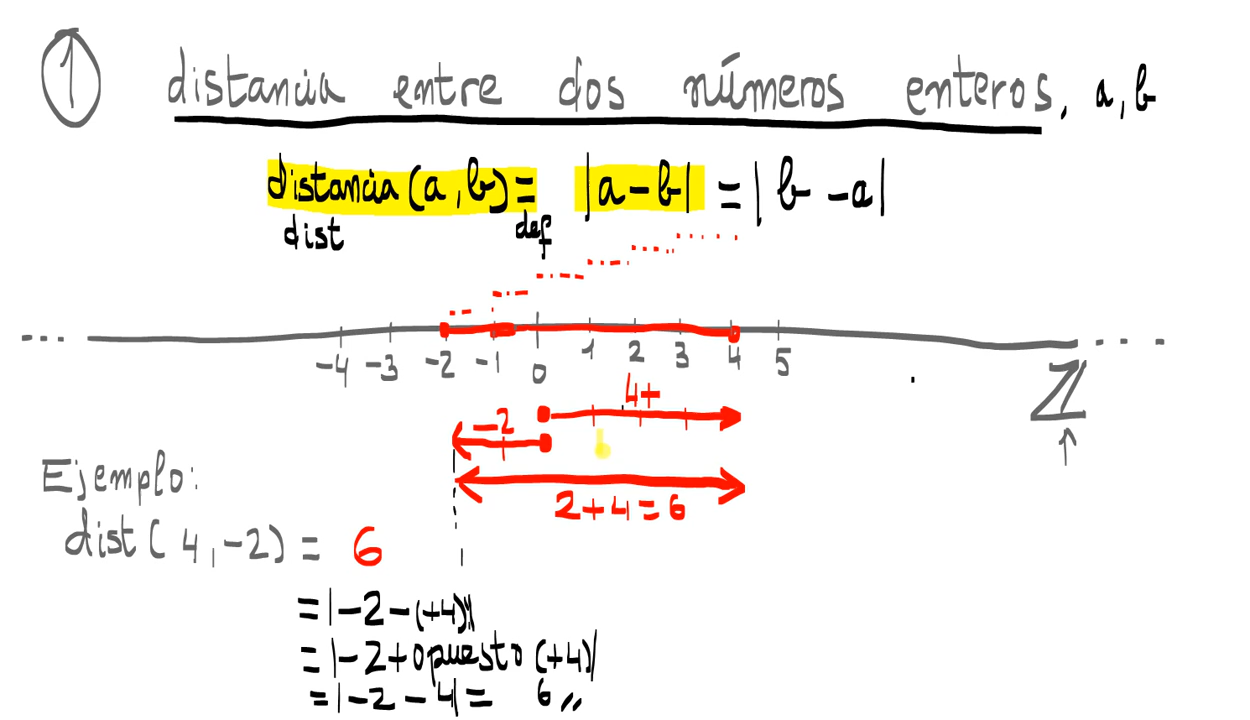 1 distancia entre dos números enteros, a, b
distancia (a, b) = |a-b| = |b-a|
dist def
... ...
-4 -3 -2 -1 0 1 2 3 4 5
ℤ
4+
-2
2+4=6
Ejemplo:
dist(4,-2) = 6
=|-2-(+4)|
=|-2+opuesto (+4)|
=|-2-4|= 6,,